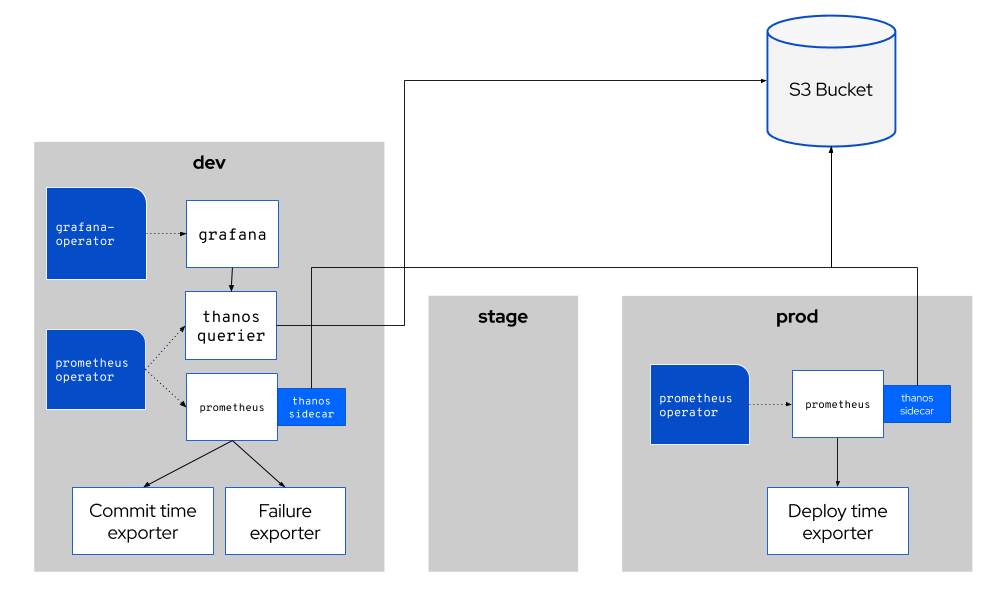 S3 Bucket
dev
grafana-
operator
grafana
thanos
querier
prometheus
operator
prometheus
thanos
sidecar
Commit time
exporter
Failure
exporter
stage
prod
prometheus
operator
prometheus
thanos
sidecar
Deploy time
exporter